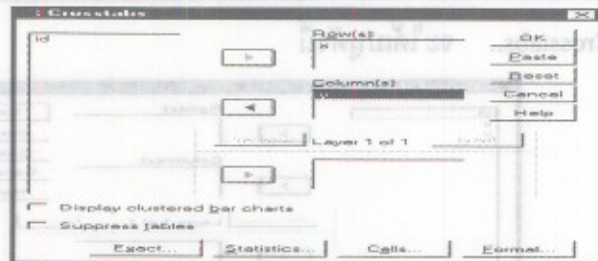 Crosstabs
id
Row(s):
x
OK
Paste
Reset
Column(s):
Cancel
Help
Layer 1 of 1
Display clustered bar charts
Suppress tables
Exact...
Statistics...
Cells...
Format...